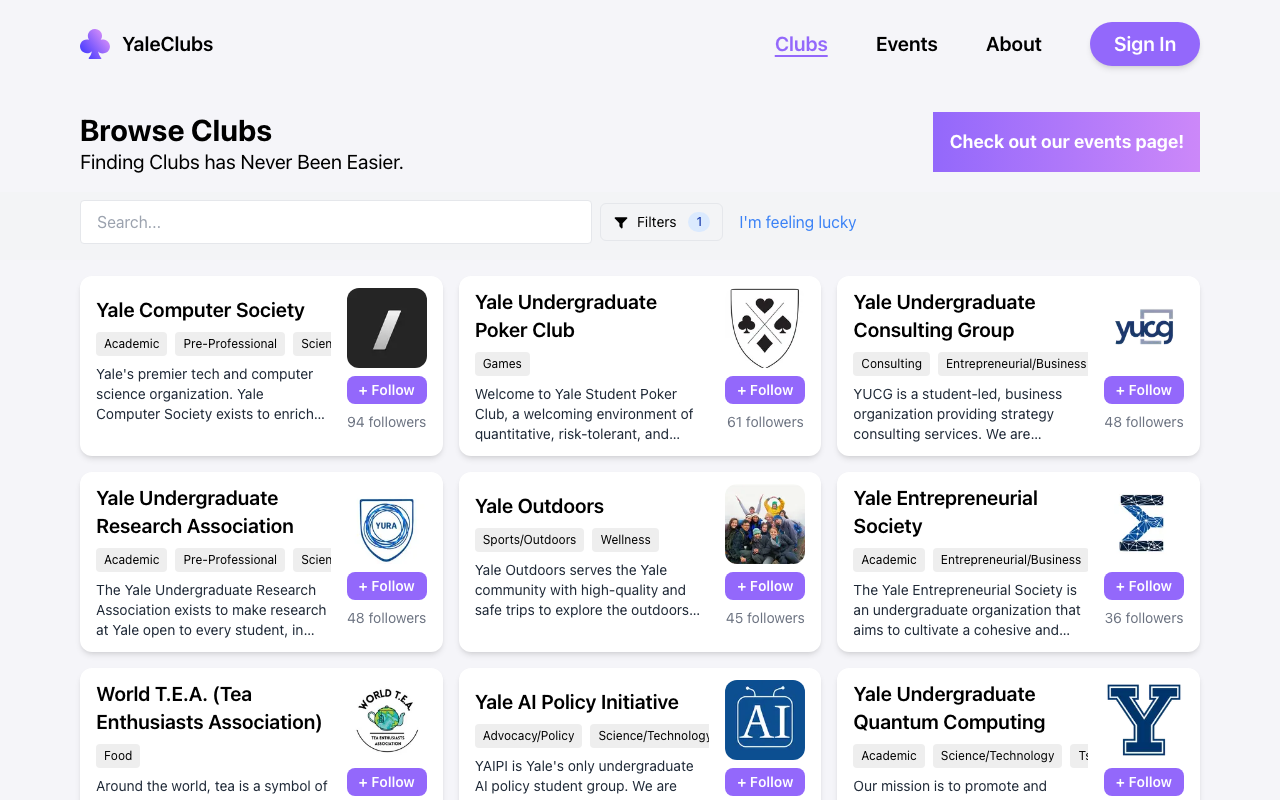 YaleClubs
Clubs
Events
About
Sign In
Browse Clubs
Finding Clubs has Never Been Easier.
Check out our events page!
Search...
Filters
1
I'm feeling lucky
Yale Computer Society
Academic
Pre-Professional
Scien
Yale's premier tech and computer
science organization. Yale
Computer Society exists to enrich...
+ Follow
94 followers
Yale Undergraduate
Poker Club
Games
Welcome to Yale Student Poker
Club, a welcoming environment of
quantitative, risk-tolerant, and...
+ Follow
61 followers
Yale Undergraduate
Consulting Group
Consulting
Entrepreneurial/Business
YUCG is a student-led, business
organization providing strategy
consulting services. We are...
yucg
+ Follow
48 followers
Yale Undergraduate
Research Association
Academic
Pre-Professional
Scien
The Yale Undergraduate Research
Association exists to make research
at Yale open to every student, in...
YURA
+ Follow
48 followers
Yale Outdoors
Sports/Outdoors
Wellness
Yale Outdoors serves the Yale
community with high-quality and
safe trips to explore the outdoors...
+ Follow
45 followers
Yale Entrepreneurial
Society
Academic
Entrepreneurial/Business
The Yale Entrepreneurial Society is
an undergraduate organization that
aims to cultivate a cohesive and...
+ Follow
36 followers
World T.E.A. (Tea
Enthusiasts Association)
Food
Around the world, tea is a symbol of
WORLD T.E.A.
TEA ENTHUSIASTS
ASSOCIATION
+ Follow
Yale AI Policy Initiative
Advocacy/Policy
Science/Technology
YAIPI is Yale's only undergraduate
AI policy student group. We are
AI
+ Follow
Yale Undergraduate
Quantum Computing
Academic
Science/Technology
Ts
Our mission is to promote and
Y
+ Follow